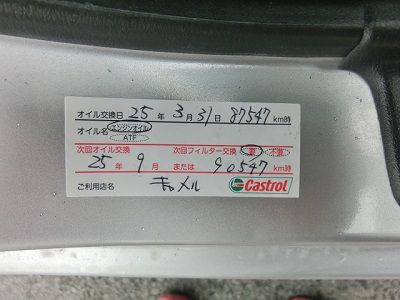 オイル交換日 25 年 3 月 31 日 87547 km時
オイル名 エンジンオイル
ATF
次回オイル交換 次回フィルター交換 要 不要
25 年 9 月 または 90547 km時
ご利用店名 キャメル Castrol